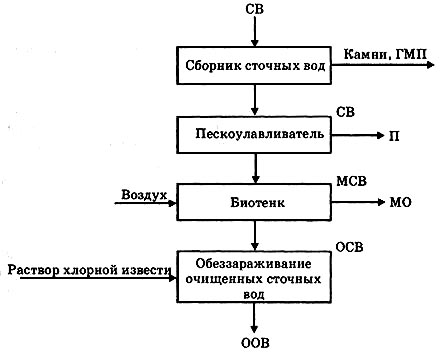 СВ
Сборник сточных вод
Камни, ГМП
СВ
Пескоулавливатель
П
МСВ
Воздух
Биотенк
МО
ОСВ
Раствор хлорной извести
Обеззараживание
очищенных сточных
вод
ООВ